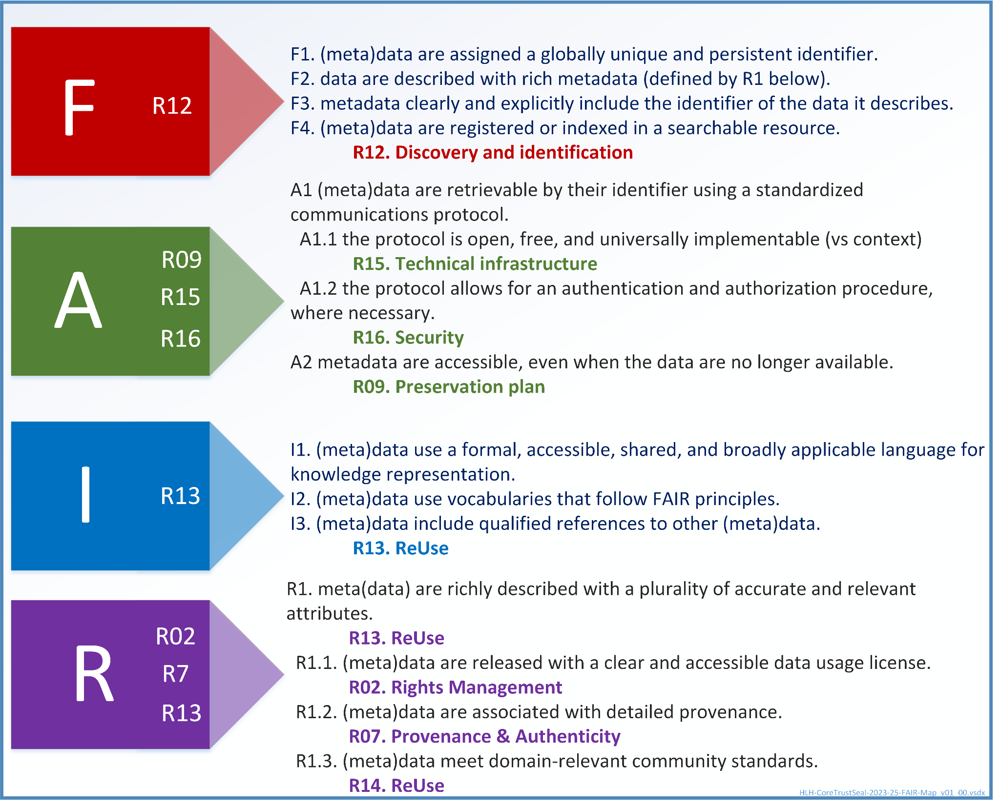 F
R12
F1. (meta)data are assigned a globally unique and persistent identifier.
F2. data are described with rich metadata (defined by R1 below).
F3. metadata clearly and explicitly include the identifier of the data it describes.
F4. (meta)data are registered or indexed in a searchable resource.
R12. Discovery and identification
A
R09
R15
R16
A1 (meta)data are retrievable by their identifier using a standardized
communications protocol.
A1.1 the protocol is open, free, and universally implementable (vs context)
R15. Technical infrastructure
A1.2 the protocol allows for an authentication and authorization procedure,
where necessary.
R16. Security
A2 metadata are accessible, even when the data are no longer available.
R09. Preservation plan
I
R13
I1. (meta)data use a formal, accessible, shared, and broadly applicable language for
knowledge representation.
I2. (meta)data use vocabularies that follow FAIR principles.
I3. (meta)data include qualified references to other (meta)data.
R13. ReUse
R
R02
R7
R13
R1. meta(data) are richly described with a plurality of accurate and relevant
attributes.
R13. ReUse
R1.1. (meta)data are released with a clear and accessible data usage license.
R02. Rights Management
R1.2. (meta)data are associated with detailed provenance.
R07. Provenance & Authenticity
R1.3. (meta)data meet domain-relevant community standards.
R14. ReUse
HLH-CoreTrustSeal-2023-25-FAIR-Map_v01_00.vsdx